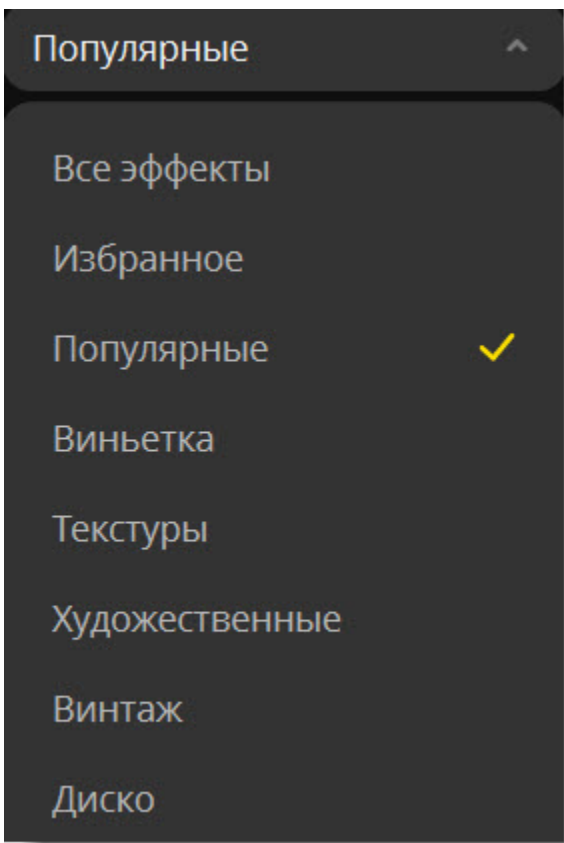 Популярные
Все эффекты
Избранное
Популярные
Виньетка
Текстуры
Художественные
Винтаж
Диско